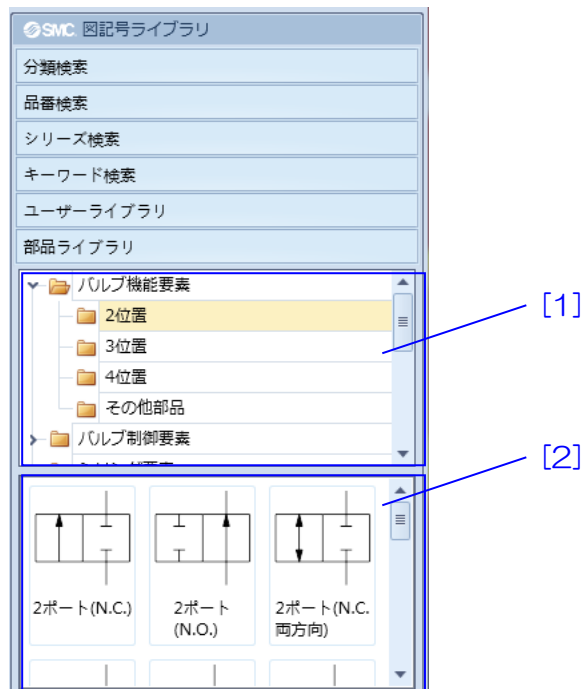 SMC 図記号ライブラリ
分類検索
品番検索
シリーズ検索
キーワード検索
ユーザーライブラリ
部品ライブラリ
バルブ機能要素
2位置
3位置
4位置
その他部品
バルブ制御要素
[1]
[2]
2ポート(N.C.)
2ポート
(N.O.)
2ポート(N.C.
両方向)